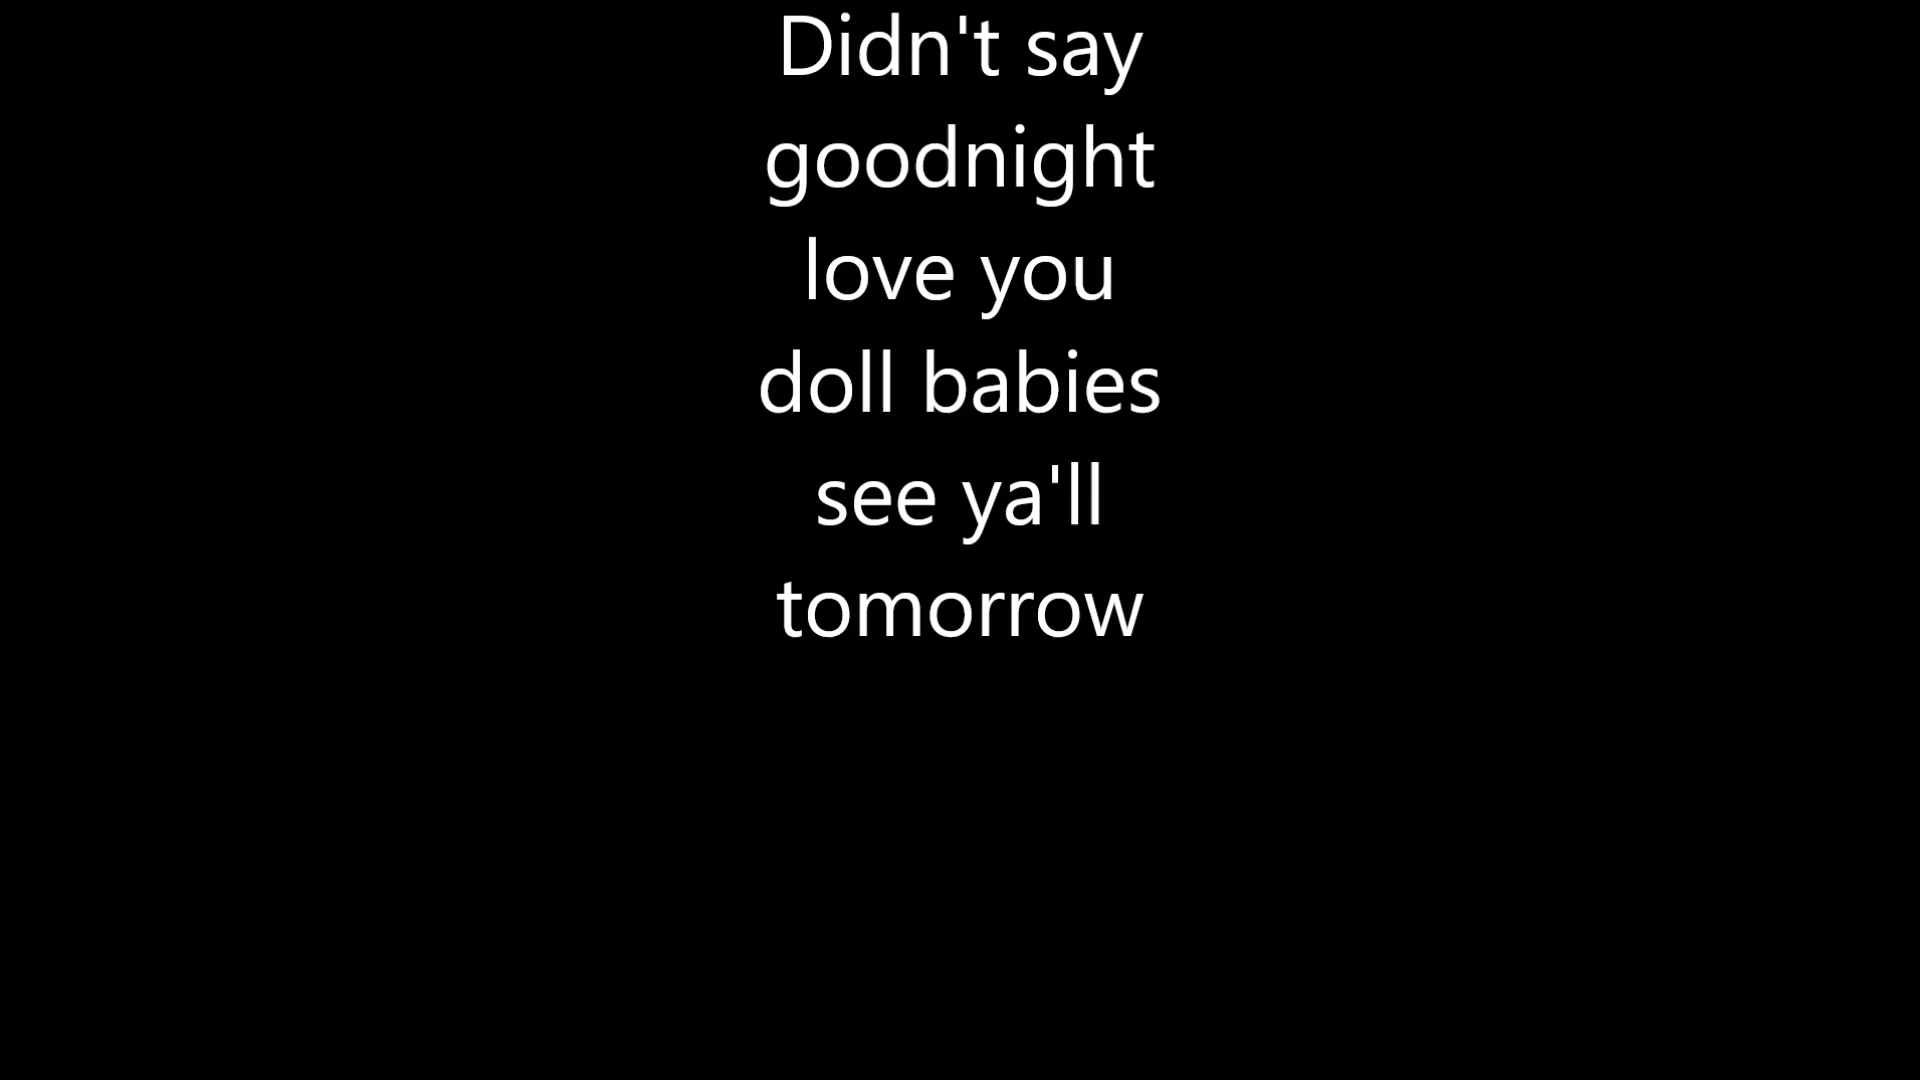 Didn't say
goodnight
love you
doll babies
see ya'll
tomorrow